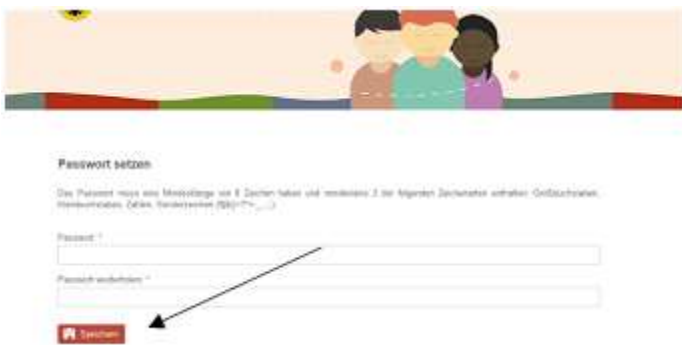 Passwort setzen
Das Passwort muss eine Mindestlänge von 8 Zeichen haben und mindestens 3 der folgenden Zeichenarten enthalten: Großbuchstaben,
Kleinbuchstaben, Zahlen, Sonderzeichen
Passwort *
Passwort wiederholen *
Speichern